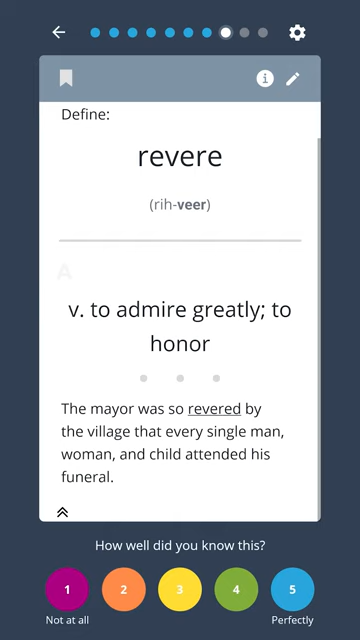 Define:
revere
(rih-veer)
A
v. to admire greatly; to
honor
The mayor was so revered by
the village that every single man,
woman, and child attended his
funeral.
How well did you know this?
1 2 3 4 5
Not at all Perfectly